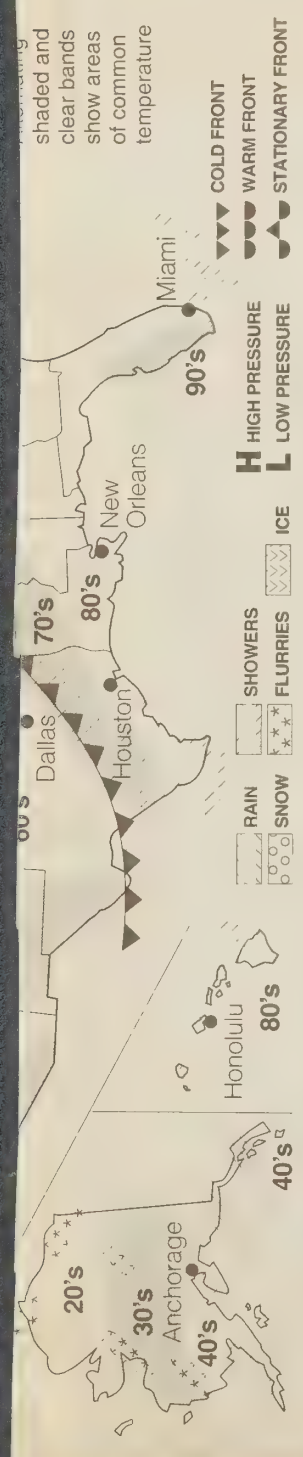 shaded and
clear bands
show areas
of common
temperature
60's
Dallas
70's
Houston
80's
New
Orleans
90's
Miami
20's
30's
Anchorage
40's
40's
Honolulu
80's
RAIN
SHOWERS
SNOW
FLURRIES
ICE
H HIGH PRESSURE
L LOW PRESSURE
COLD FRONT
WARM FRONT
STATIONARY FRONT